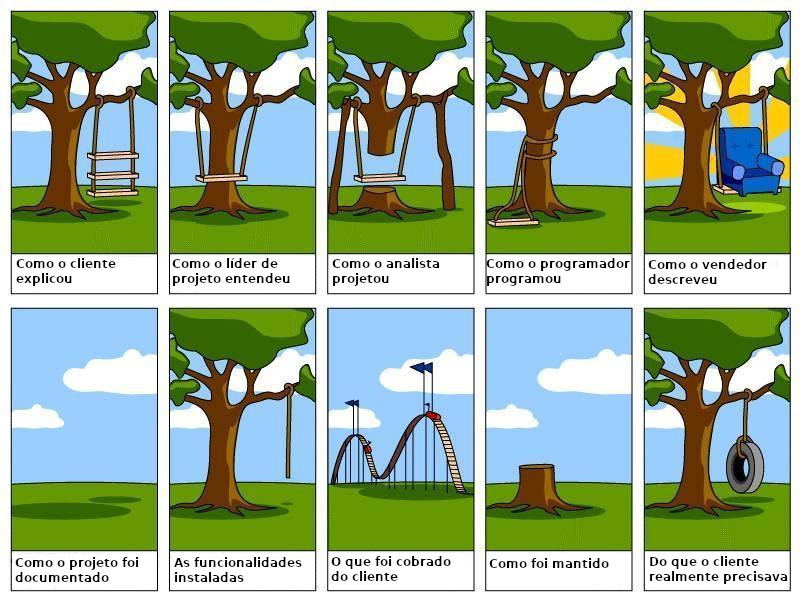 Como o cliente
explicou
Como o líder de
projeto entendeu
Como o analista
projetou
Como o programador
programou
Como o vendedor
descreveu
Como o projeto foi
documentado
As funcionalidades
instaladas
O que foi cobrado
do cliente
Como foi mantido
Do que o cliente
realmente precisava